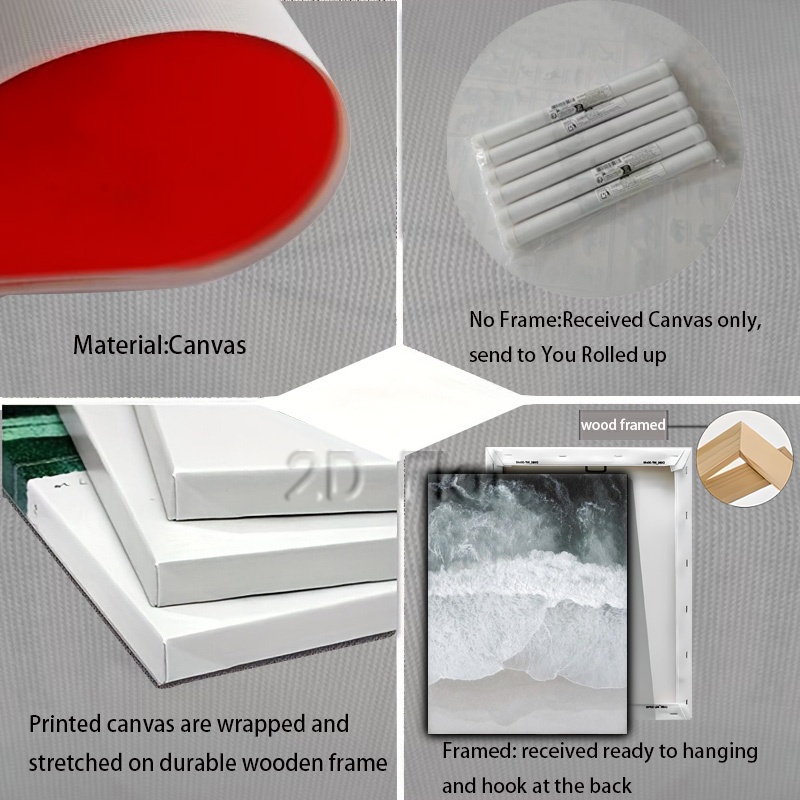 Material:Canvas
No Frame:Received Canvas only,
send to You Rolled up
wood framed
Printed canvas are wrapped and
stretched on durable wooden frame
Framed: received ready to hanging
and hook at the back